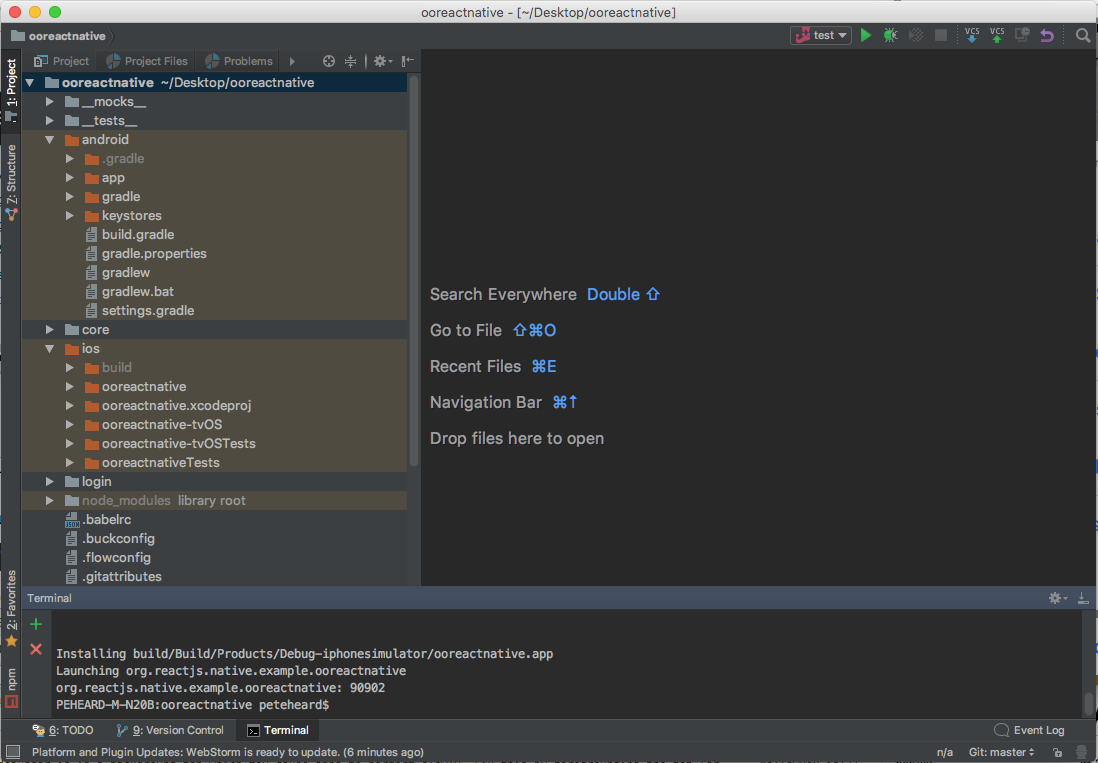 ooreactnative - [~/Desktop/ooreactnative]
ooreactnative
test
VCS
VCS
Project
Project Files
Problems
1: Project
Z: Structure
2: Favorites
npm
ooreactnative ~/Desktop/ooreactnative
__mocks__
__tests__
android
.gradle
app
gradle
keystores
build.gradle
gradle.properties
gradlew
gradlew.bat
settings.gradle
core
ios
build
ooreactnative
ooreactnative.xcodeproj
ooreactnative-tvOS
ooreactnative-tvOSTests
ooreactnativeTests
login
node_modules library root
.babelrc
.buckconfig
.flowconfig
.gitattributes
Search Everywhere Double ⇧
Go to File ⇧⌘O
Recent Files ⌘E
Navigation Bar ⌘↑
Drop files here to open
Terminal
Installing build/Build/Products/Debug-iphonesimulator/ooreactnative.app
Launching org.reactjs.native.example.ooreactnative
org.reactjs.native.example.ooreactnative: 90902
PEHEARD-M-N20B:ooreactnative peteheard$
6: TODO
9: Version Control
Terminal
Event Log
Platform and Plugin Updates: WebStorm is ready to update. (6 minutes ago)
n/a
Git: master